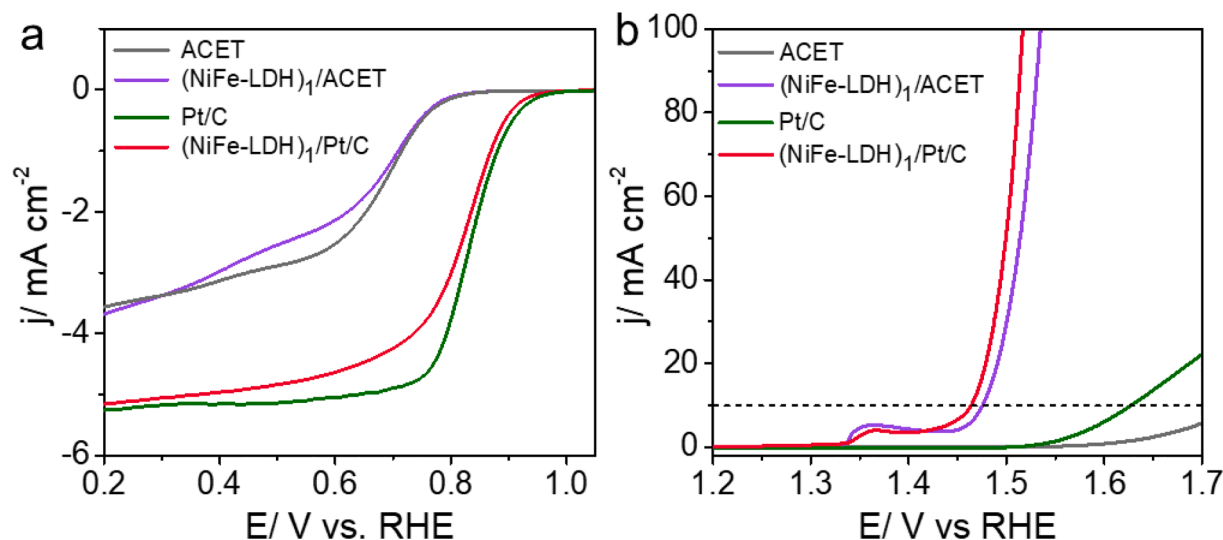 a
ACET
(NiFe-LDH)1/ACET
Pt/C
(NiFe-LDH)1/Pt/C
0
-2
-4
-6
j/ mA cm-2
0.2
0.4
0.6
0.8
1.0
E/ V vs. RHE
b
ACET
(NiFe-LDH)1/ACET
Pt/C
(NiFe-LDH)1/Pt/C
100
80
60
40
20
0
j/ mA cm-2
1.2
1.3
1.4
1.5
1.6
1.7
E/ V vs RHE